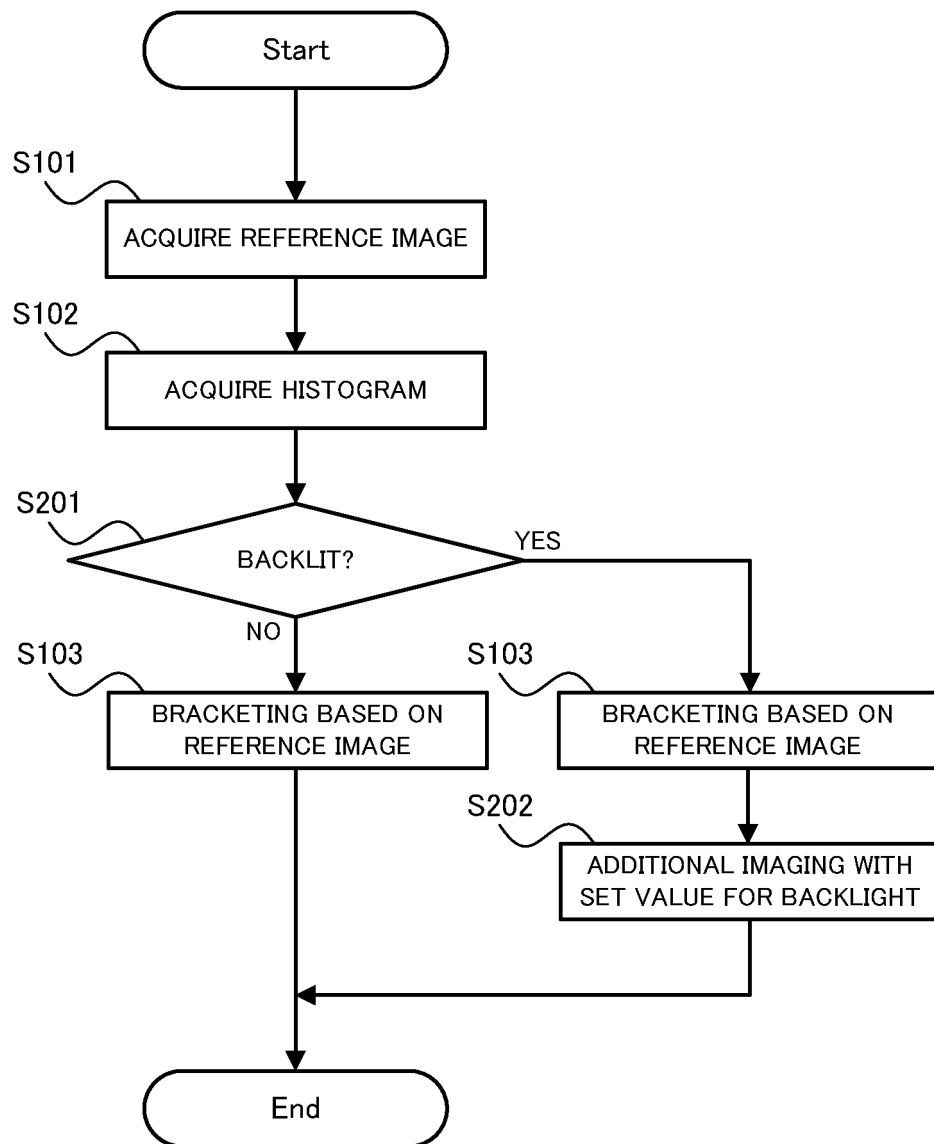 Start
S101
ACQUIRE REFERENCE IMAGE
S102
ACQUIRE HISTOGRAM
S201
BACKLIT?
YES
NO
S103
BRACKETING BASED ON
REFERENCE IMAGE
S103
BRACKETING BASED ON
REFERENCE IMAGE
S202
ADDITIONAL IMAGING WITH
SET VALUE FOR BACKLIGHT
End